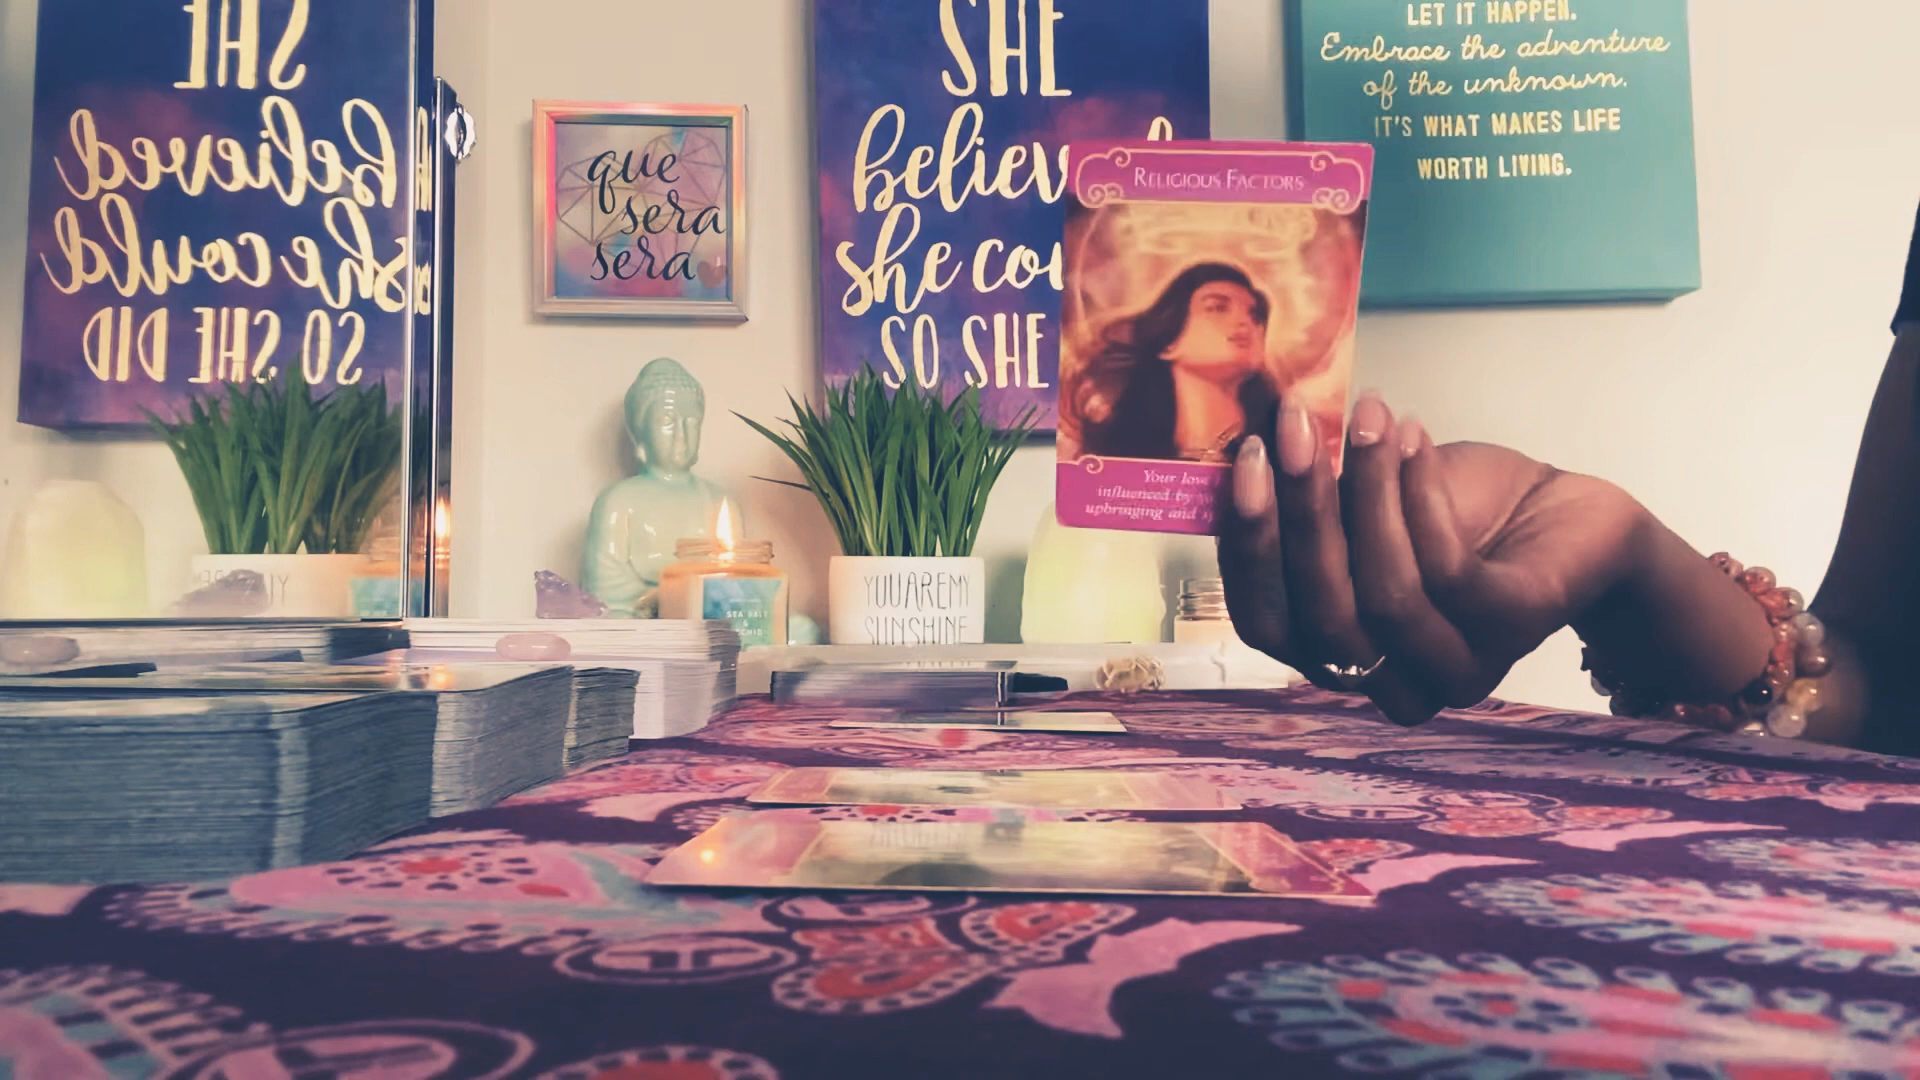 SHE
believed
she could
SO SHE DID
que
sera
sera
SHE
believ
she cou
SO SHE
LET IT HAPPEN.
Embrace the adventure
of the unknown.
IT'S WHAT MAKES LIFE
WORTH LIVING.
RELIGIOUS FACTORS
Your love
influenced by
upbringing and
SEA SALT
&
YOU ARE MY
SUNSHINE